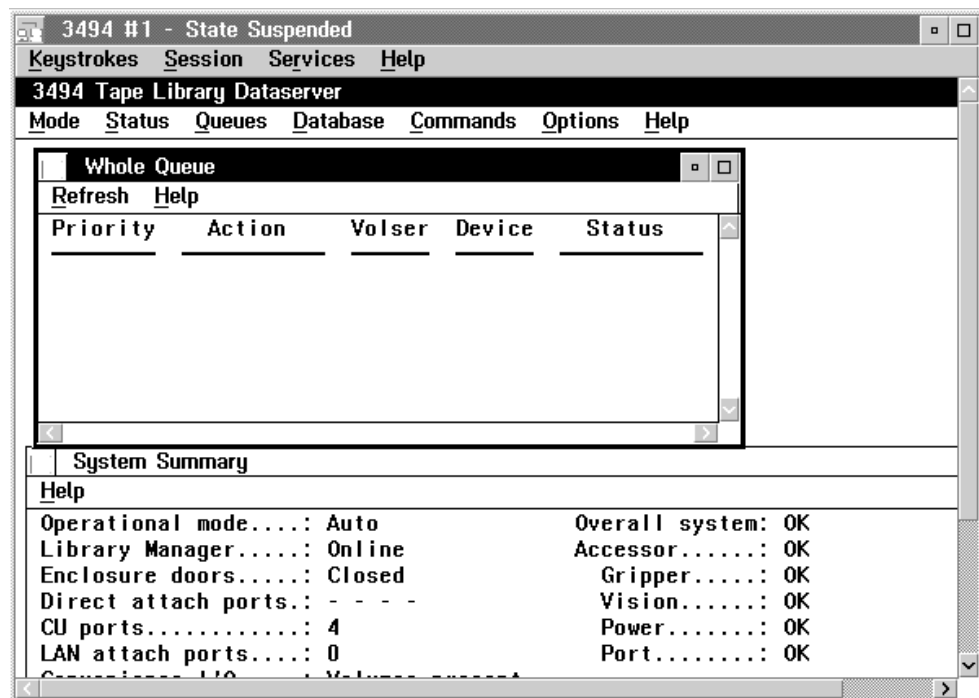 3494 #1 - State Suspended
Keystrokes Session Services Help
3494 Tape Library Dataserver
Mode Status Queues Database Commands Options Help
Whole Queue
Refresh Help
Priority Action Volser Device Status
System Summary
Help
Operational mode....: Auto Overall system: OK
Library Manager.....: Online Accessor......: OK
Enclosure doors.....: Closed Gripper.....: OK
Direct attach ports.: - - - - Vision......: OK
CU ports............: 4 Power.......: OK
LAN attach ports....: 0 Port........: OK